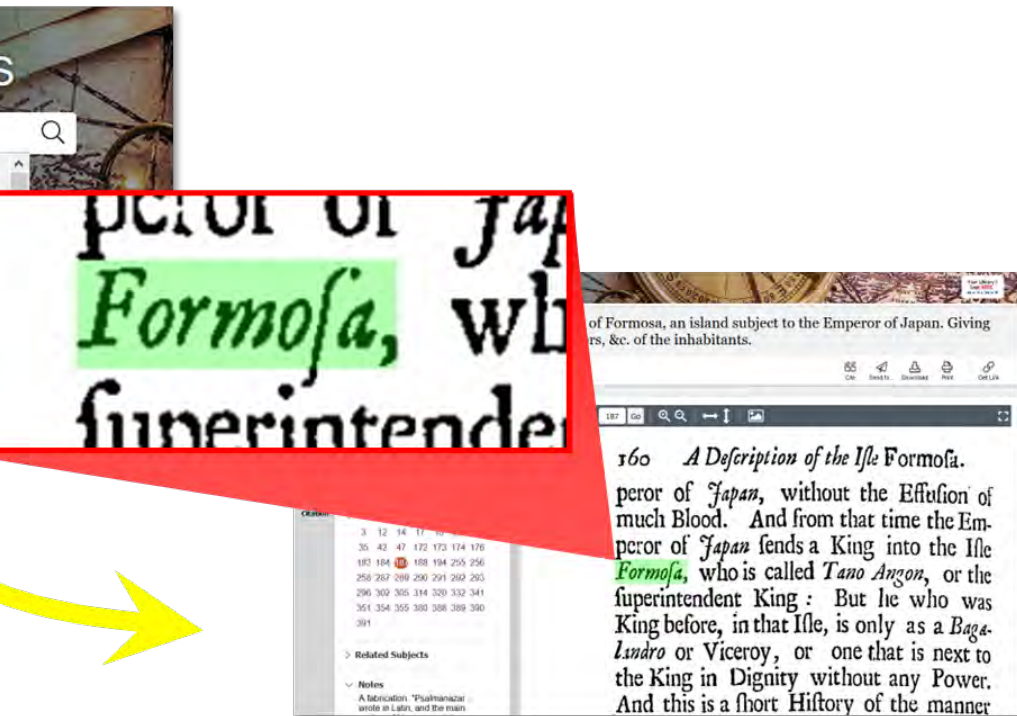 S
peror of Jap
Formoſa, wh
ſuperintender
of Formosa, an island subject to the Emperor of Japan. Giving
rs, &c. of the inhabitants.
Cite Send to... Download Print Get Link
187 Go
160 A Deſcription of the Iſle Formoſa.
peror of Japan, without the Effuſion of
much Blood. And from that time the Em-
peror of Japan ſends a King into the Iſle
Formoſa, who is called Tano Angon, or the
ſuperintendent King : But he who was
King before, in that Iſle, is only as a Baga-
landro or Viceroy, or one that is next to
the King in Dignity without any Power.
And this is a ſhort Hiſtory of the manner
Citation
3 12 14 17
35 42 47 172 173 174 176
183 184 187 188 194 255 256
258 287 289 290 291 292 293
296 302 305 314 320 332 341
351 354 355 380 388 389 390
391
Related Subjects
Notes
A fabrication. "Psalmanazar
wrote in Latin, and the main